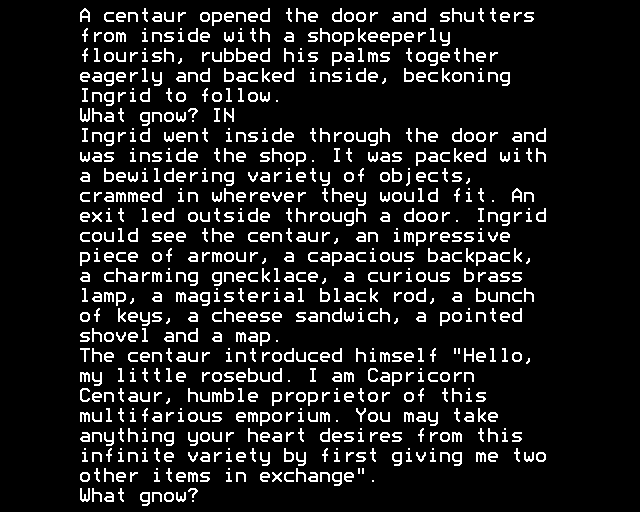 A centaur opened the door and shutters
from inside with a shopkeeperly
flourish, rubbed his palms together
eagerly and backed inside, beckoning
Ingrid to follow.
What gnow? IN
Ingrid went inside through the door and
was inside the shop. It was packed with
a bewildering variety of objects,
crammed in wherever they would fit. An
exit led outside through a door. Ingrid
could see the centaur, an impressive
piece of armour, a capacious backpack,
a charming gnecklace, a curious brass
lamp, a magisterial black rod, a bunch
of keys, a cheese sandwich, a pointed
shovel and a map.
The centaur introduced himself "Hello,
my little rosebud. I am Capricorn
Centaur, humble proprietor of this
multifarious emporium. You may take
anything your heart desires from this
infinite variety by first giving me two
other items in exchange".
What gnow?